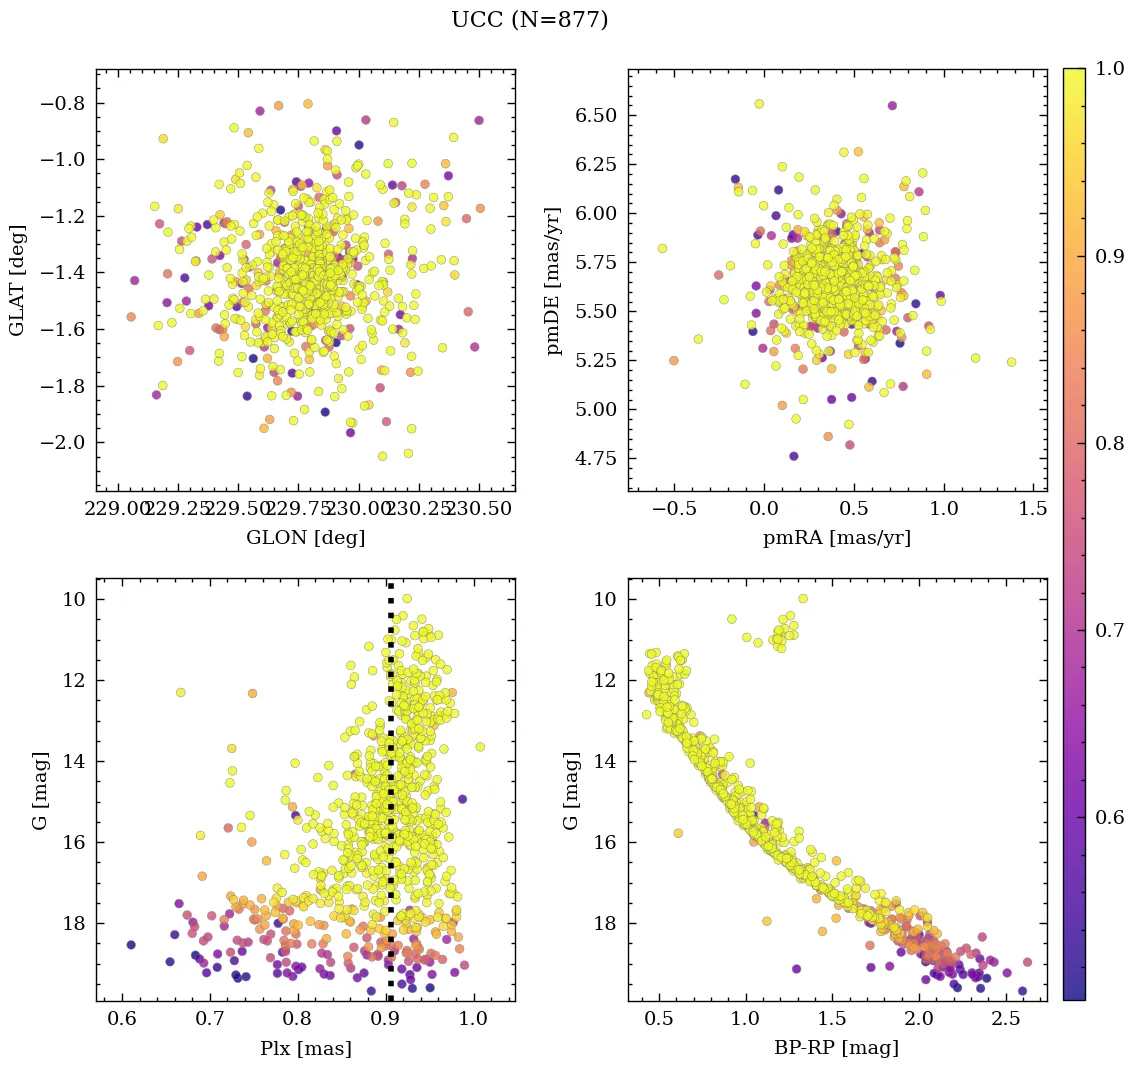 UCC (N=877)
−0.8
−1.0
−1.2
−1.4
−1.6
−1.8
−2.0
GLAT [deg]
229.00 229.25 229.50 229.75 230.00 230.25 230.50
GLON [deg]
6.50
6.25
6.00
5.75
5.50
5.25
5.00
4.75
pmDE [mas/yr]
−0.5 0.0 0.5 1.0 1.5
pmRA [mas/yr]
1.0
0.9
0.8
0.7
0.6
10
12
14
16
18
G [mag]
0.6 0.7 0.8 0.9 1.0
Plx [mas]
10
12
14
16
18
G [mag]
0.5 1.0 1.5 2.0 2.5
BP-RP [mag]